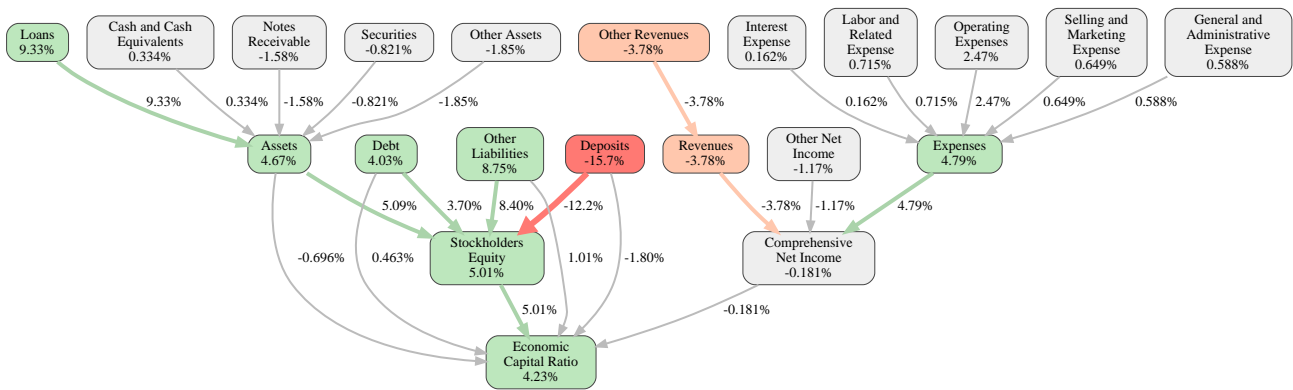 Loans
9.33%
Cash and Cash
Equivalents
0.334%
Notes
Receivable
-1.58%
Securities
-0.821%
Other Assets
-1.85%
Other Revenues
-3.78%
Interest
Expense
0.162%
Labor and
Related
Expense
0.715%
Operating
Expenses
2.47%
Selling and
Marketing
Expense
0.649%
General and
Administrative
Expense
0.588%
9.33%
0.334%
-1.58%
-0.821%
-1.85%
-3.78%
0.162%
0.715%
2.47%
0.649%
0.588%
Assets
4.67%
Debt
4.03%
Other
Liabilities
8.75%
Deposits
-15.7%
Revenues
-3.78%
Other Net
Income
-1.17%
Expenses
4.79%
5.09%
3.70%
8.40%
-12.2%
-3.78%
-1.17%
4.79%
Stockholders
Equity
5.01%
Comprehensive
Net Income
-0.181%
-0.696%
0.463%
1.01%
-1.80%
5.01%
-0.181%
Economic
Capital Ratio
4.23%